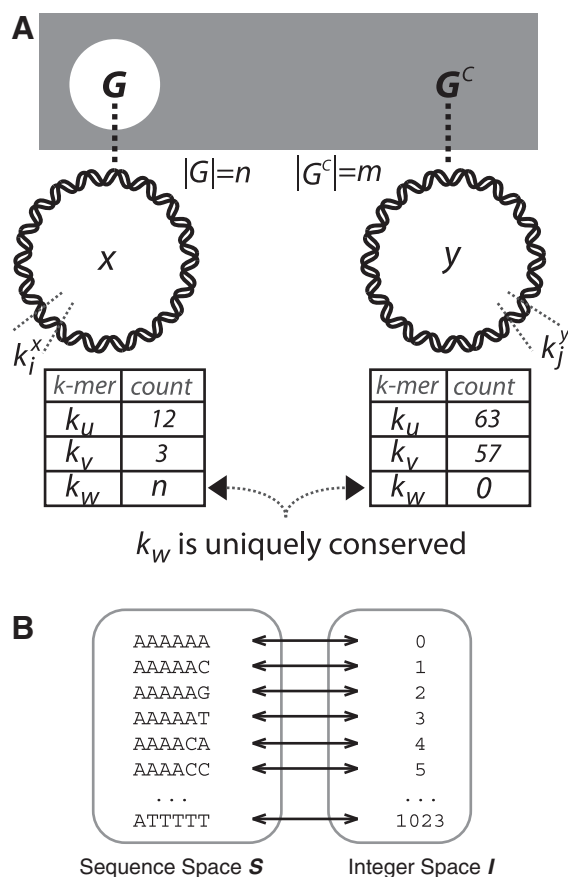 A
G
G^C
|G|=n
|G^C|=m
x
y
k_i^x
k_j^y
k-mer count
k_u 12
k_v 3
k_w n
k-mer count
k_u 63
k_v 57
k_w 0
k_w is uniquely conserved
B
AAAAAA 0
AAAAAC 1
AAAAAG 2
AAAAAT 3
AAAACA 4
AAAACC 5
... ...
ATTTTT 1023
Sequence Space S
Integer Space I